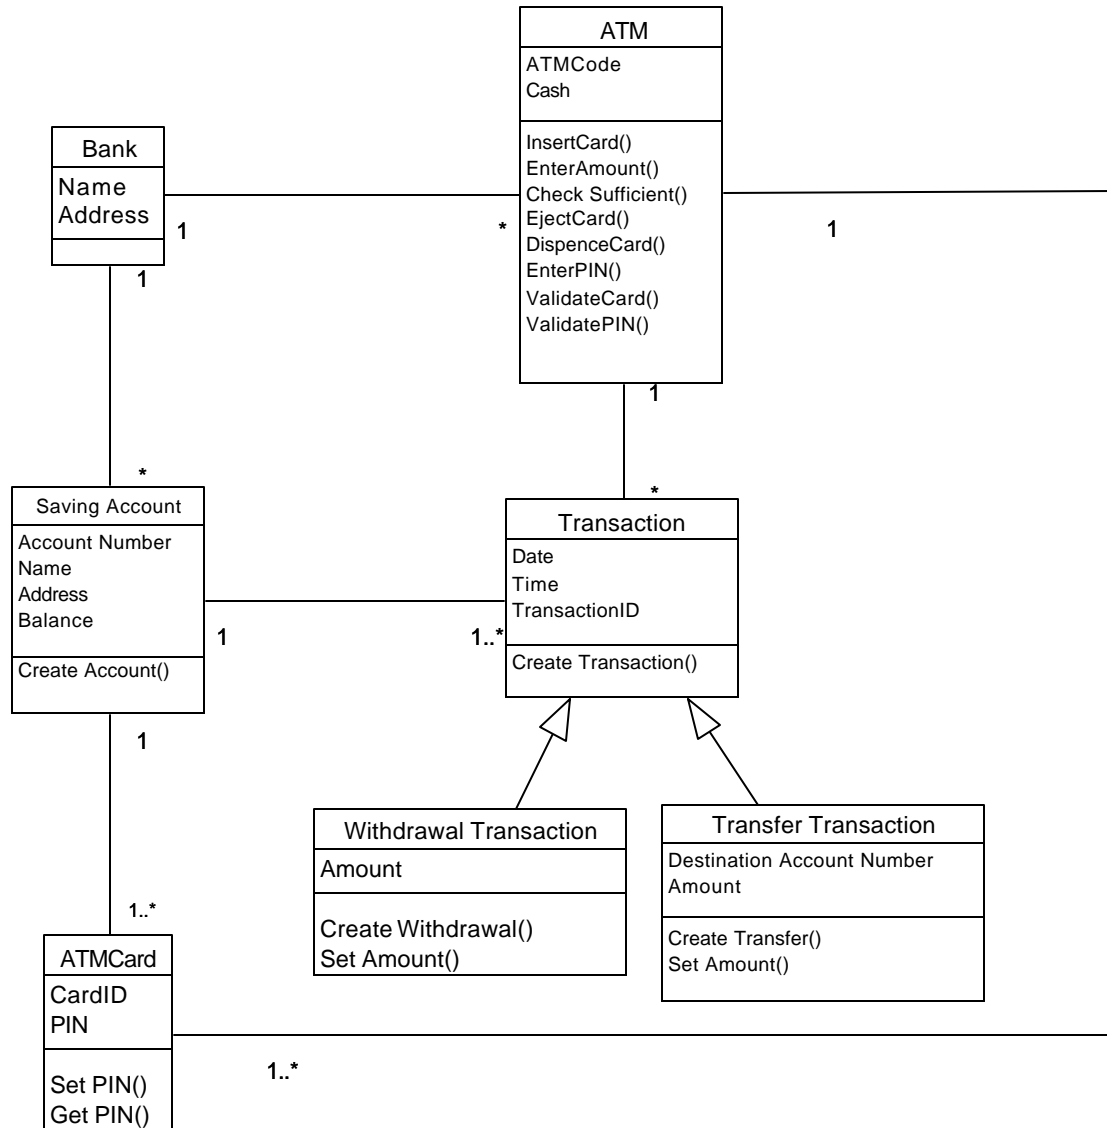 ATM
ATMCode
Cash
InsertCard()
EnterAmount()
Check Sufficient()
EjectCard()
DispenceCard()
EnterPIN()
ValidateCard()
ValidatePIN()
Bank
Name
Address
1
*
1
1
1
*
*
Saving Account
Account Number
Name
Address
Balance
Create Account()
Transaction
Date
Time
TransactionID
Create Transaction()
1
1..*
1
Withdrawal Transaction
Amount
Create Withdrawal()
Set Amount()
Transfer Transaction
Destination Account Number
Amount
Create Transfer()
Set Amount()
1..*
ATMCard
CardID
PIN
Set PIN()
Get PIN()
1..*